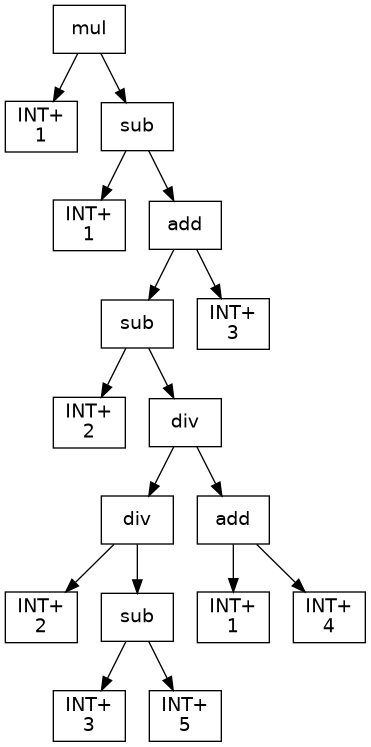 mul
INT+
1
sub
INT+
1
add
sub
INT+
3
INT+
2
div
div
add
INT+
2
sub
INT+
1
INT+
4
INT+
3
INT+
5